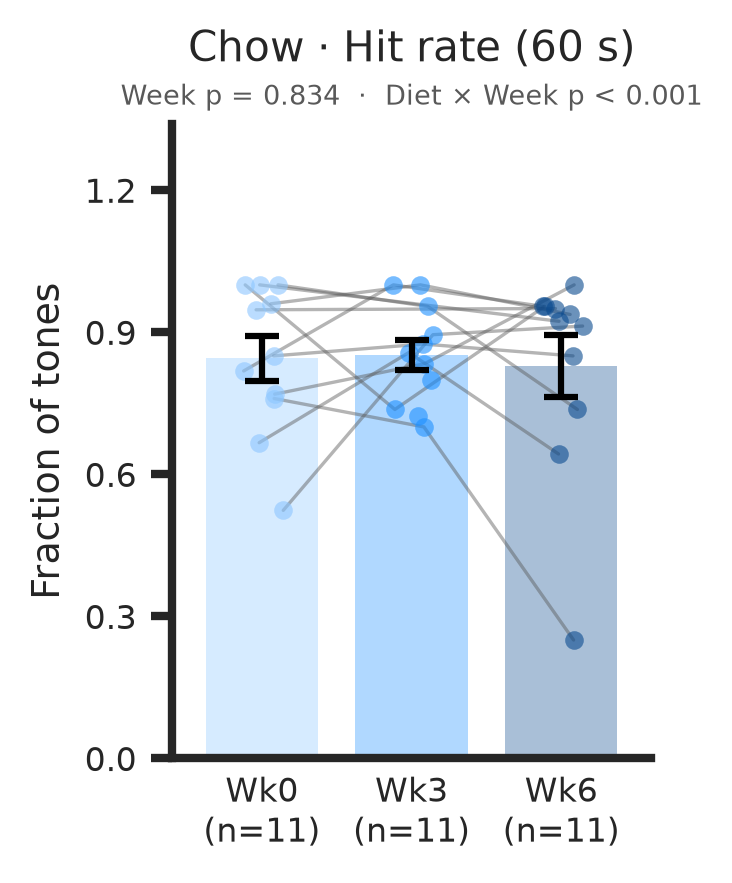 Chow · Hit rate (60 s)
Week p = 0.834 · Diet × Week p < 0.001
Fraction of tones
1.2
0.9
0.6
0.3
0.0
Wk0 Wk3 Wk6
(n=11) (n=11) (n=11)